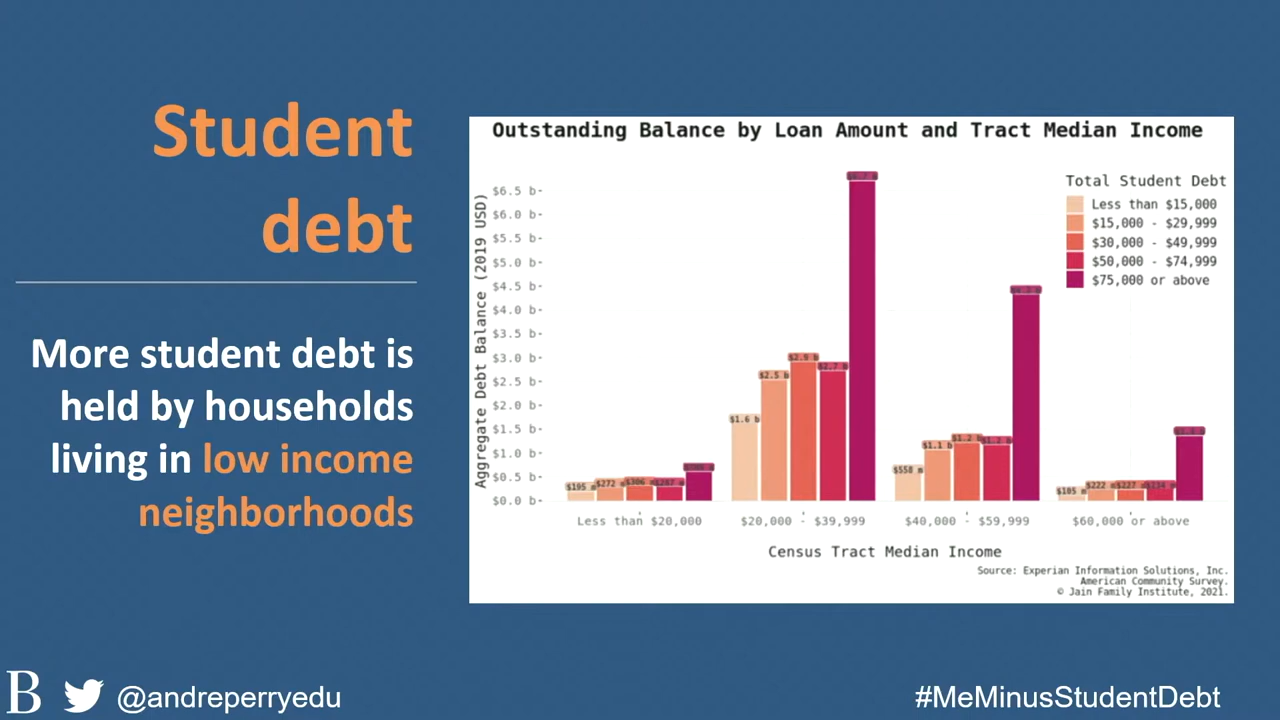 Student
debt
More student debt is
held by households
living in low income
neighborhoods
Outstanding Balance by Loan Amount and Tract Median Income
Total Student Debt
Less than $15,000
$15,000 - $29,999
$30,000 - $49,999
$50,000 - $74,999
$75,000 or above
Aggregate Debt Balance (2019 USD)
$6.5 b
$6.0 b
$5.5 b
$5.0 b
$4.5 b
$4.0 b
$3.5 b
$3.0 b
$2.5 b
$2.0 b
$1.5 b
$1.0 b
$0.5 b
$0.0 b
$195 m $272 m $306 m $287 m
$1.6 b $2.5 b $2.9 b $2.7 b
$558 m $1.1 b $1.2 b
$105 m $222 m $227 m
Less than $20,000
$20,000 - $39,999
$40,000 - $59,999
$60,000 or above
Census Tract Median Income
Source: Experian Information Solutions, Inc.
American Community Survey.
© Jain Family Institute, 2021.
B @andreperryedu
#MeMinusStudentDebt